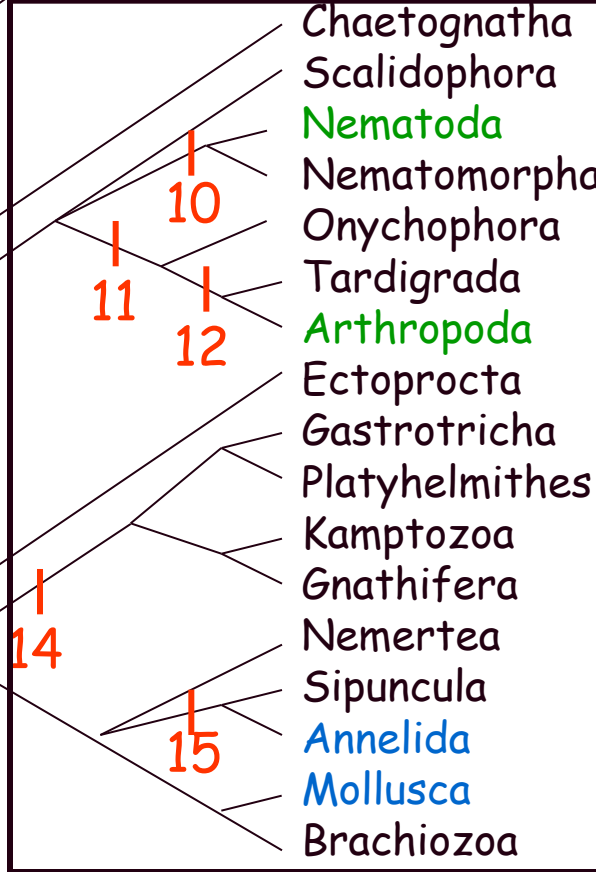 Chaetognatha
Scalidophora
Nematoda
Nematomorpha
10
Onychophora
Tardigrada
11
12
Arthropoda
Ectoprocta
Gastrotricha
Platyhelmithes
Kamptozoa
Gnathifera
Nemertea
14
Sipuncula
Annelida
15
Mollusca
Brachiozoa